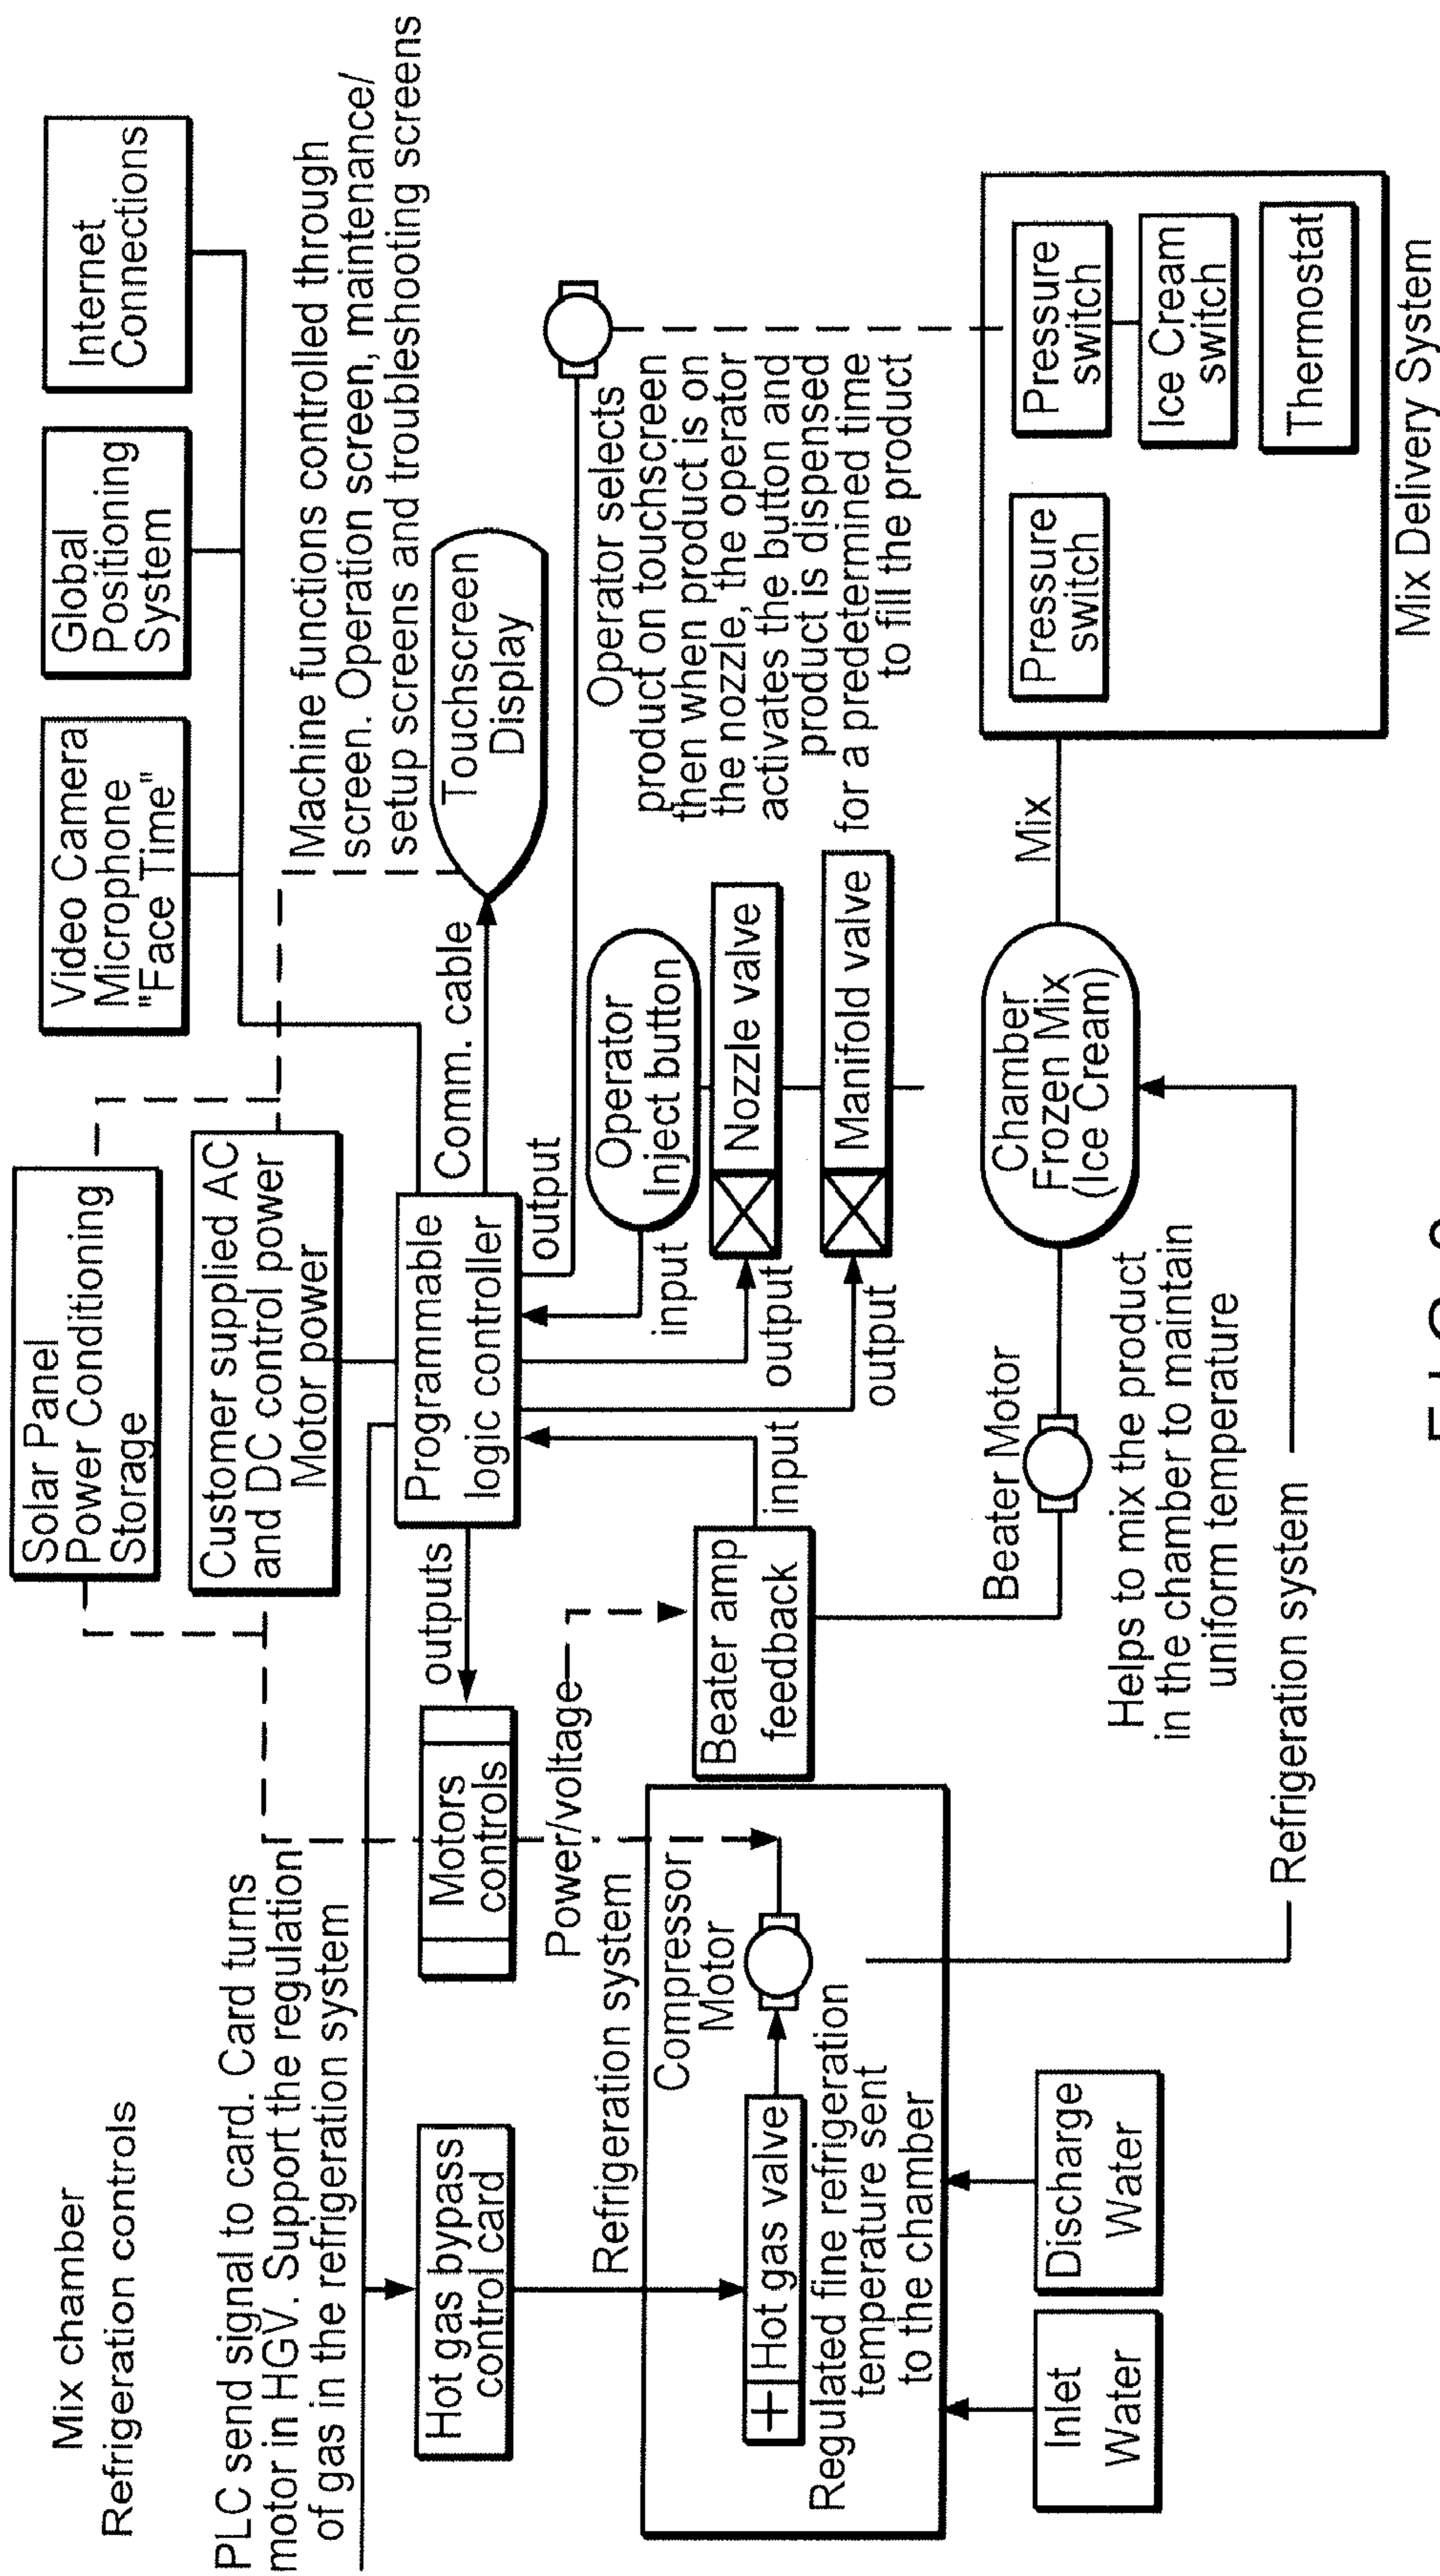 Mix chamber
Refrigeration controls
PLC send signal to card. Card turns
motor in HGV. Support the regulation
of gas in the refrigeration system
Solar Panel
Power Conditioning
Storage
Customer supplied AC
and DC control power
Motor power
Video Camera
Microphone
"Face Time"
Global
Positioning
System
Internet
Connections
Machine functions controlled through
screen. Operation screen, maintenance/
setup screens and troubleshooting screens
Hot gas bypass
control card
Motors
controls
outputs
Programmable
logic controller
Comm. cable
Touchscreen
Display
output
Power/voltage
Refrigeration system
Compressor
Motor
Hot gas valve
Regulated fine refrigeration
temperature sent
to the chamber
Beater amp
feedback
input
input
output
output
Operator
Inject button
Nozzle valve
Manifold valve
Operator selects
product on touchscreen
then when product is on
the nozzle, the operator
activates the button and
product is dispensed
for a predetermined time
to fill the product
Inlet
Water
Discharge
Water
Beater Motor
Helps to mix the product
in the chamber to maintain
uniform temperature
Refrigeration system
Chamber
Frozen Mix
(Ice Cream)
Mix
Pressure
switch
Pressure
switch
Ice Cream
switch
Thermostat
Mix Delivery System